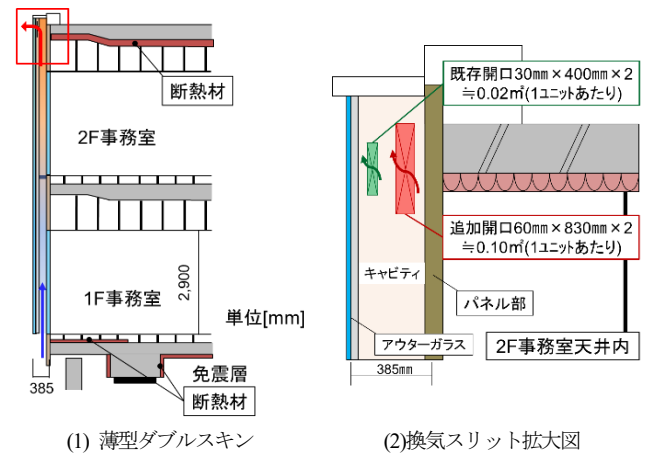 断熱材
2F事務室
1F事務室
2,900
単位[mm]
385
免震層
断熱材
(1) 薄型ダブルスキン
既存開口30㎜×400㎜×2
≒0.02㎡(1ユニットあたり)
追加開口60㎜×830㎜×2
≒0.10㎡(1ユニットあたり)
キャビティ
パネル部
アウターガラス
2F事務室天井内
385㎜
(2)換気スリット拡大図